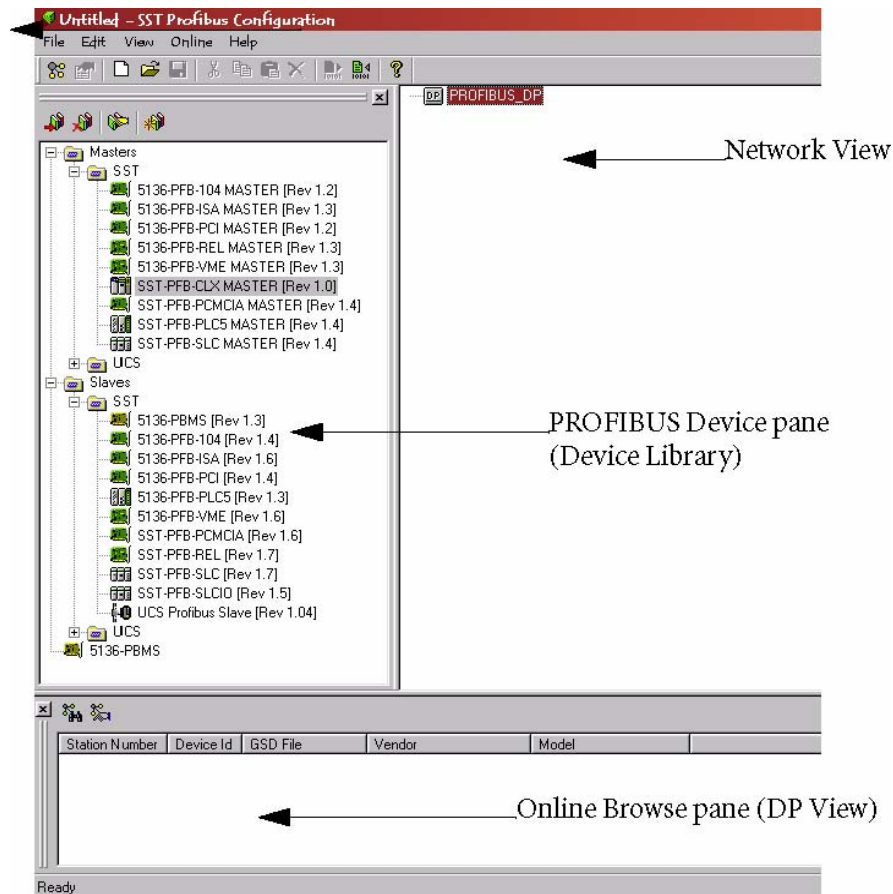 Untitled - SST Profibus Configuration
File Edit View Online Help
DP PROFIBUS_DP
Network View
Masters
SST
5136-PFB-104 MASTER [Rev 1.2]
5136-PFB-ISA MASTER [Rev 1.3]
5136-PFB-PCI MASTER [Rev 1.2]
5136-PFB-REL MASTER [Rev 1.3]
5136-PFB-VME MASTER [Rev 1.3]
SST-PFB-CLX MASTER [Rev 1.0]
SST-PFB-PCMCIA MASTER [Rev 1.4]
SST-PFB-PLC5 MASTER [Rev 1.4]
SST-PFB-SLC MASTER [Rev 1.4]
UCS
Slaves
SST
5136-PBMS [Rev 1.3]
5136-PFB-104 [Rev 1.4]
5136-PFB-ISA [Rev 1.6]
5136-PFB-PCI [Rev 1.4]
5136-PFB-PLC5 [Rev 1.3]
5136-PFB-VME [Rev 1.6]
SST-PFB-PCMCIA [Rev 1.6]
SST-PFB-REL [Rev 1.7]
SST-PFB-SLC [Rev 1.7]
SST-PFB-SLCIO [Rev 1.5]
UCS Profibus Slave [Rev 1.04]
UCS
5136-PBMS
PROFIBUS Device pane
(Device Library)
Station Number Device Id GSD File Vendor Model
Online Browse pane (DP View)
Ready